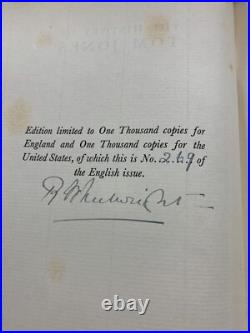 Edition limited to One Thousand copies for
England and One Thousand copies for the
United States, of which this is No. 269 of
the English issue.
R Wheelwright